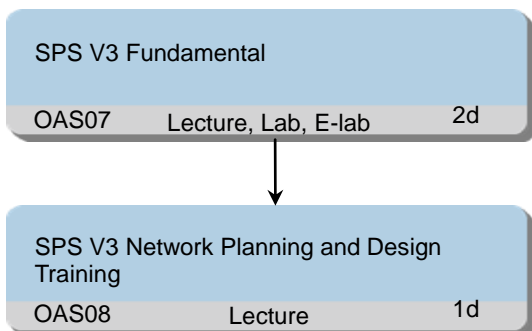 SPS V3 Fundamental
OAS07 Lecture, Lab, E-lab 2d
SPS V3 Network Planning and Design
Training
OAS08 Lecture 1d